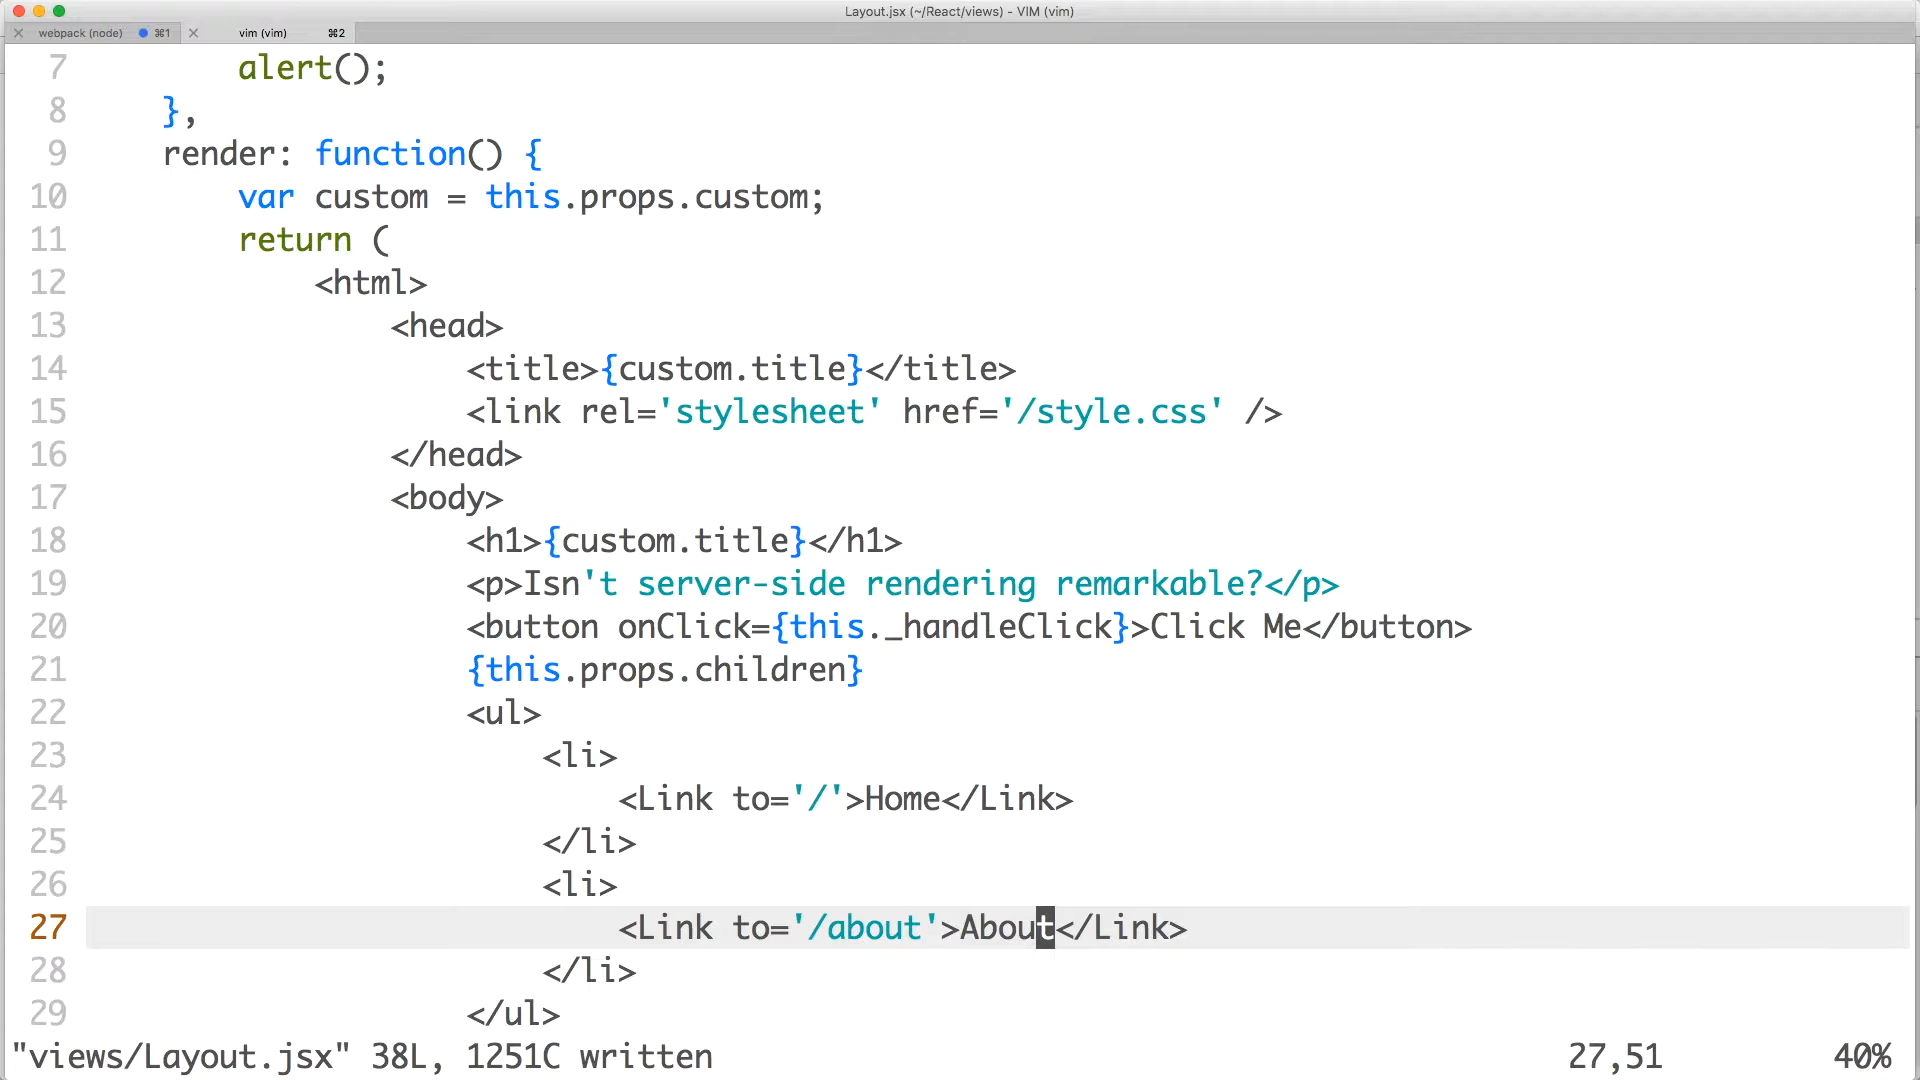 Layout.jsx (~/React/views) - VIM (vim)
webpack (node) ⌘1 vim (vim) ⌘2
7 alert();
8 },
9 render: function() {
10 var custom = this.props.custom;
11 return (
12 <html>
13 <head>
14 <title>{custom.title}</title>
15 <link rel='stylesheet' href='/style.css' />
16 </head>
17 <body>
18 <h1>{custom.title}</h1>
19 <p>Isn't server-side rendering remarkable?</p>
20 <button onClick={this._handleClick}>Click Me</button>
21 {this.props.children}
22 <ul>
23 <li>
24 <Link to='/'>Home</Link>
25 </li>
26 <li>
27 <Link to='/about'>About</Link>
28 </li>
29 </ul>
"views/Layout.jsx" 38L, 1251C written 27,51 40%